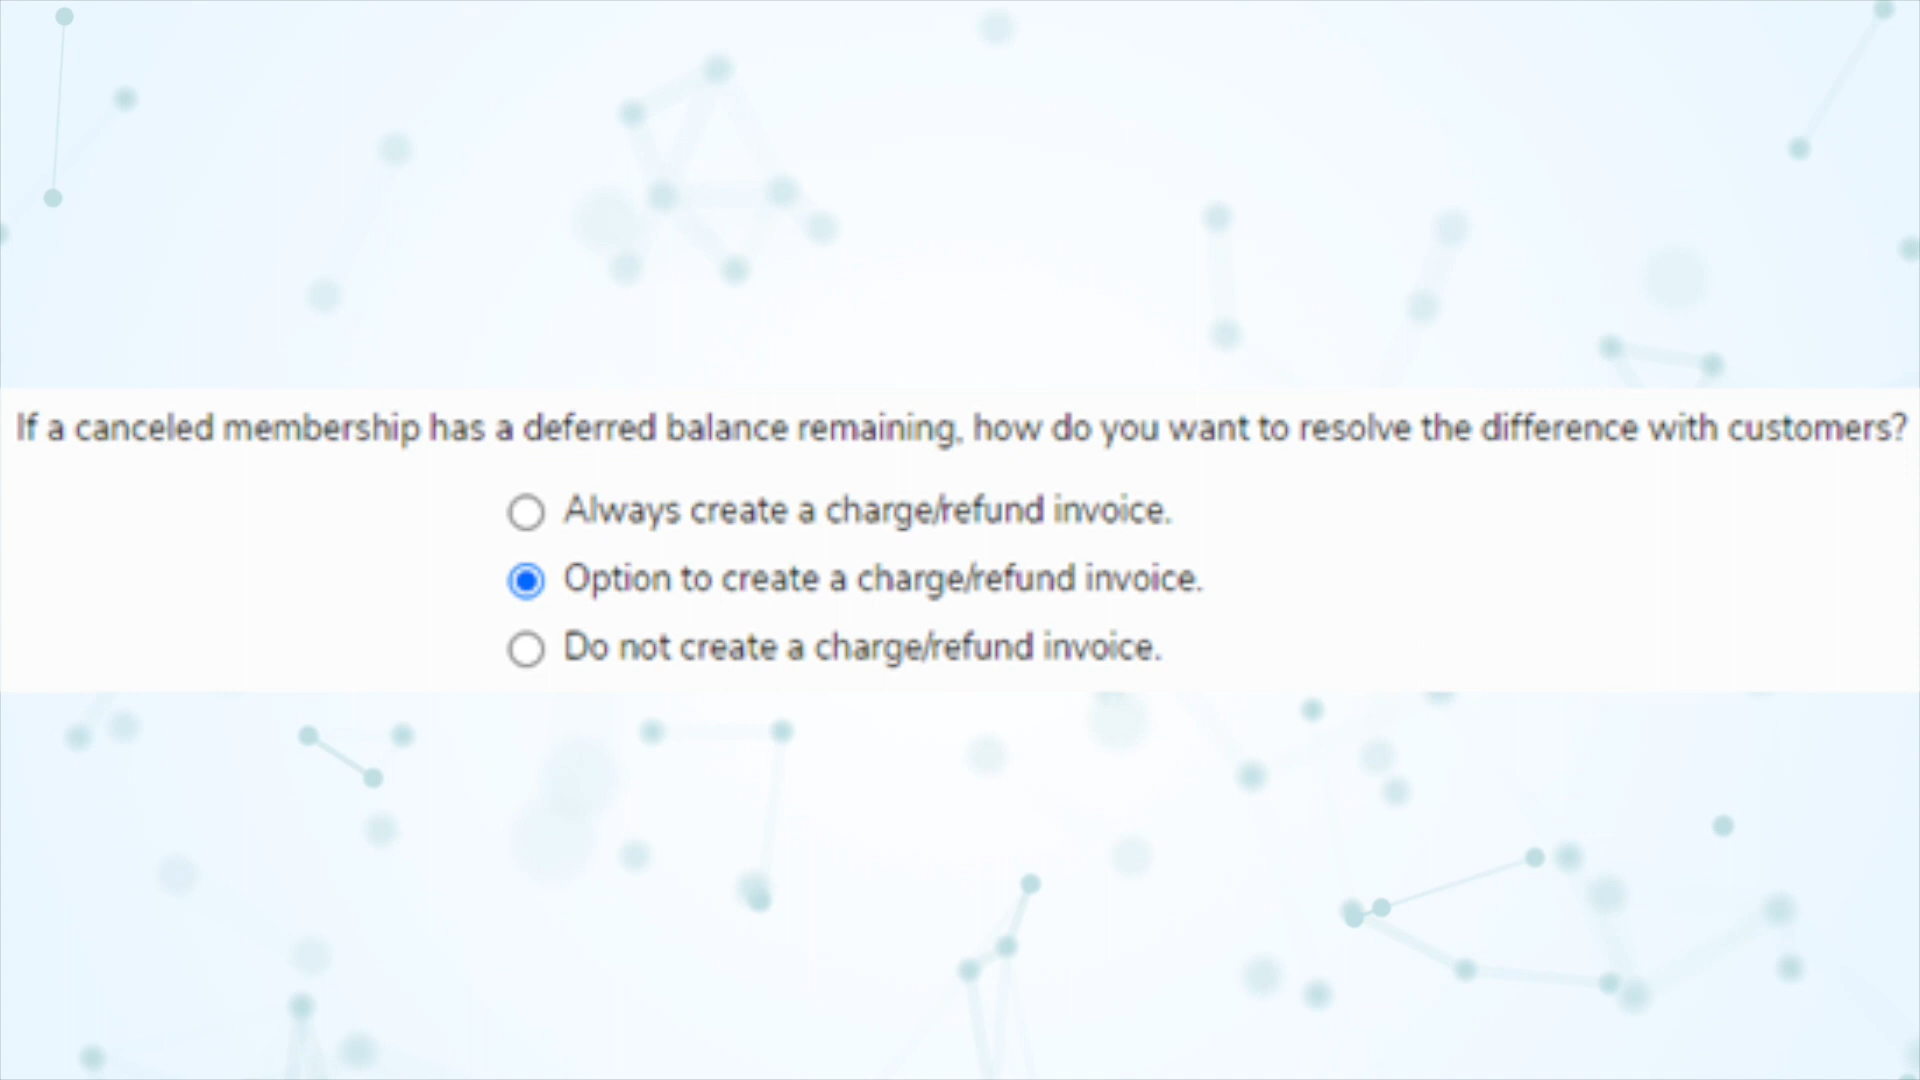 If a canceled membership has a deferred balance remaining, how do you want to resolve the difference with customers?
Always create a charge/refund invoice.
Option to create a charge/refund invoice.
Do not create a charge/refund invoice.